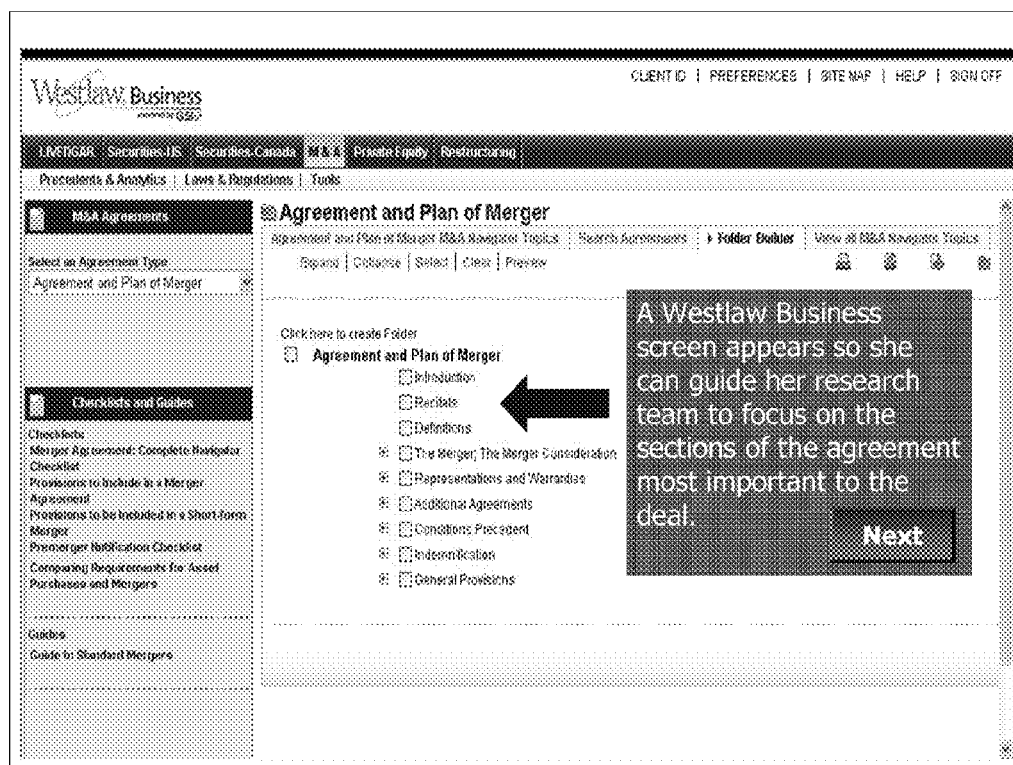 CLIENT ID | PREFERENCES | SITE MAP | HELP | SIGN OFF
Westlaw. Business
LIVEDGAR Securities-US Securities-Canada M & A Private Equity Restructuring
Precedents & Analytics | Laws & Regulations | Tools
M&A Agreements
Select an Agreement Type
Agreement and Plan of Merger
Checklists and Guides
Checklists
Merger Agreement: Complete Navigator
Checklist
Provisions to Include in a Merger
Agreement
Provisions to be Included in a Short-form
Merger
Premerger Notification Checklist
Comparing Requirements for Asset
Purchases and Mergers
Guides
Guide to Standard Mergers
Agreement and Plan of Merger
Agreement and Plan of Merger M&A Navigator Topics | Search Agreements | Folder Builder | View all M&A Navigator Topics
Expand | Collapse | Select | Clear | Preview
Click here to create Folder
Agreement and Plan of Merger
Introduction
Recitals
Definitions
The Merger; The Merger Consideration
Representations and Warranties
Additional Agreements
Conditions Precedent
Indemnification
General Provisions
A Westlaw Business
screen appears so she
can guide her research
team to focus on the
sections of the agreement
most important to the
deal.
Next